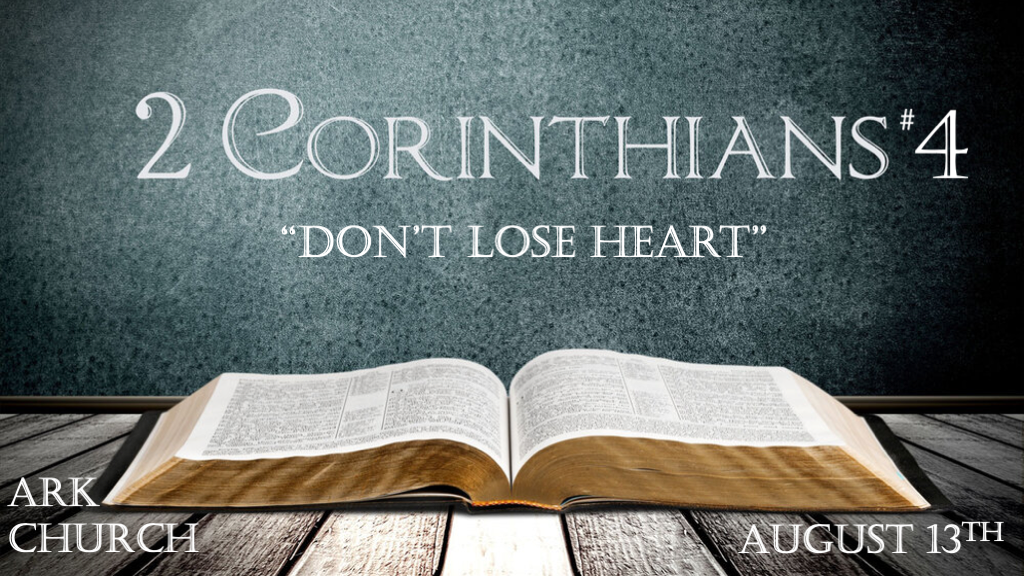 2 CORINTHIANS #4
“DON’T LOSE HEART”
ARK
CHURCH
AUGUST 13TH